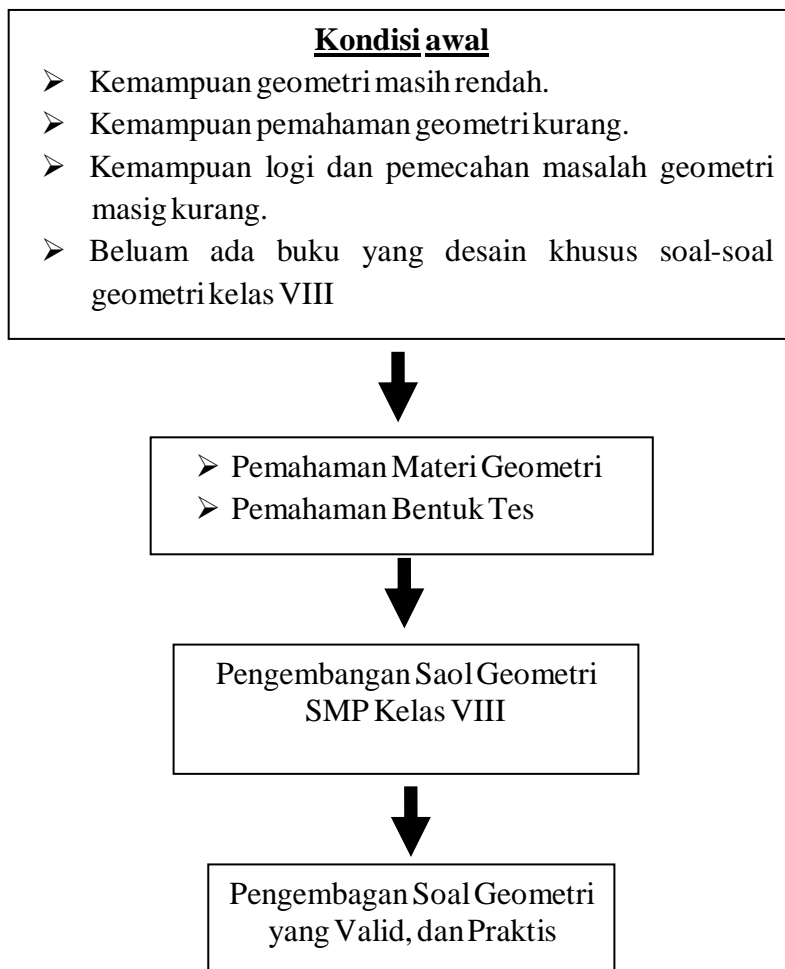 Kondisi awal
➢ Kemampuan geometri masih rendah.
➢ Kemampuan pemahaman geometri kurang.
➢ Kemampuan logi dan pemecahan masalah geometri
masig kurang.
➢ Beluam ada buku yang desain khusus soal-soal
geometri kelas VIII
➢ Pemahaman Materi Geometri
➢ Pemahaman Bentuk Tes
Pengembangan Saol Geometri
SMP Kelas VIII
Pengembagan Soal Geometri
yang Valid, dan Praktis